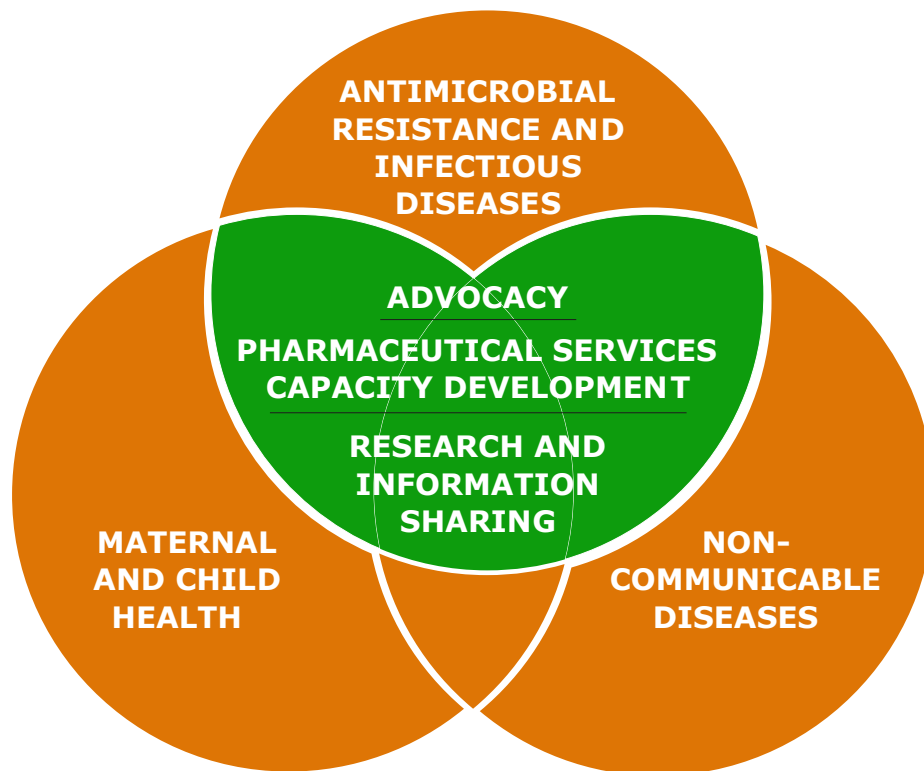 ANTIMICROBIAL
RESISTANCE AND
INFECTIOUS
DISEASES
ADVOCACY
PHARMACEUTICAL SERVICES
CAPACITY DEVELOPMENT
RESEARCH AND
INFORMATION
SHARING
MATERNAL
AND CHILD
HEALTH
NON-
COMMUNICABLE
DISEASES